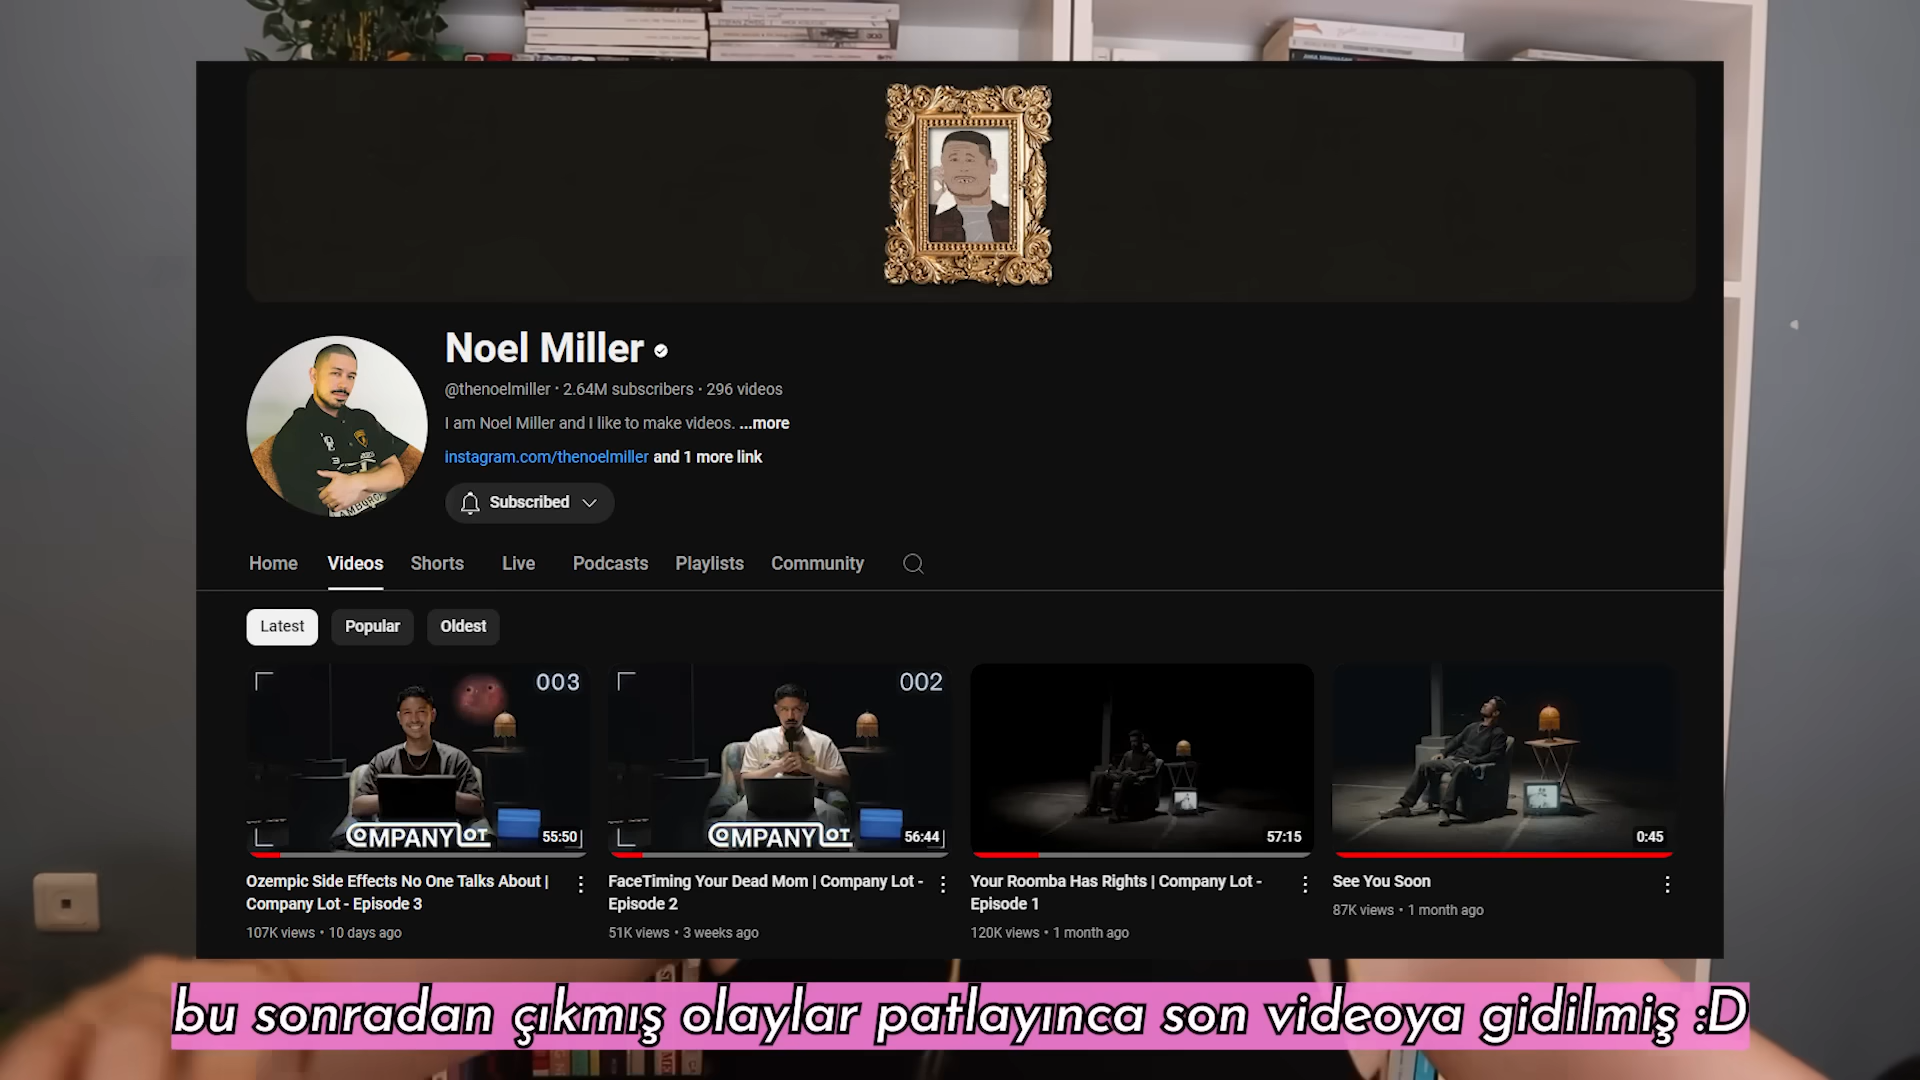 Noel Miller
@thenoelmiller · 2.64M subscribers · 296 videos
I am Noel Miller and I like to make videos. ...more
instagram.com/thenoelmiller and 1 more link
Subscribed
Home Videos Shorts Live Podcasts Playlists Community
Latest Popular Oldest
003
COMPANY LOT
55:50
Ozempic Side Effects No One Talks About |
Company Lot - Episode 3
107K views · 10 days ago
002
COMPANY LOT
56:44
FaceTiming Your Dead Mom | Company Lot -
Episode 2
51K views · 3 weeks ago
57:15
Your Roomba Has Rights | Company Lot -
Episode 1
120K views · 1 month ago
0:45
See You Soon
87K views · 1 month ago
bu sonradan çıkmış olaylar patlayınca son videoya gidilmiş :D